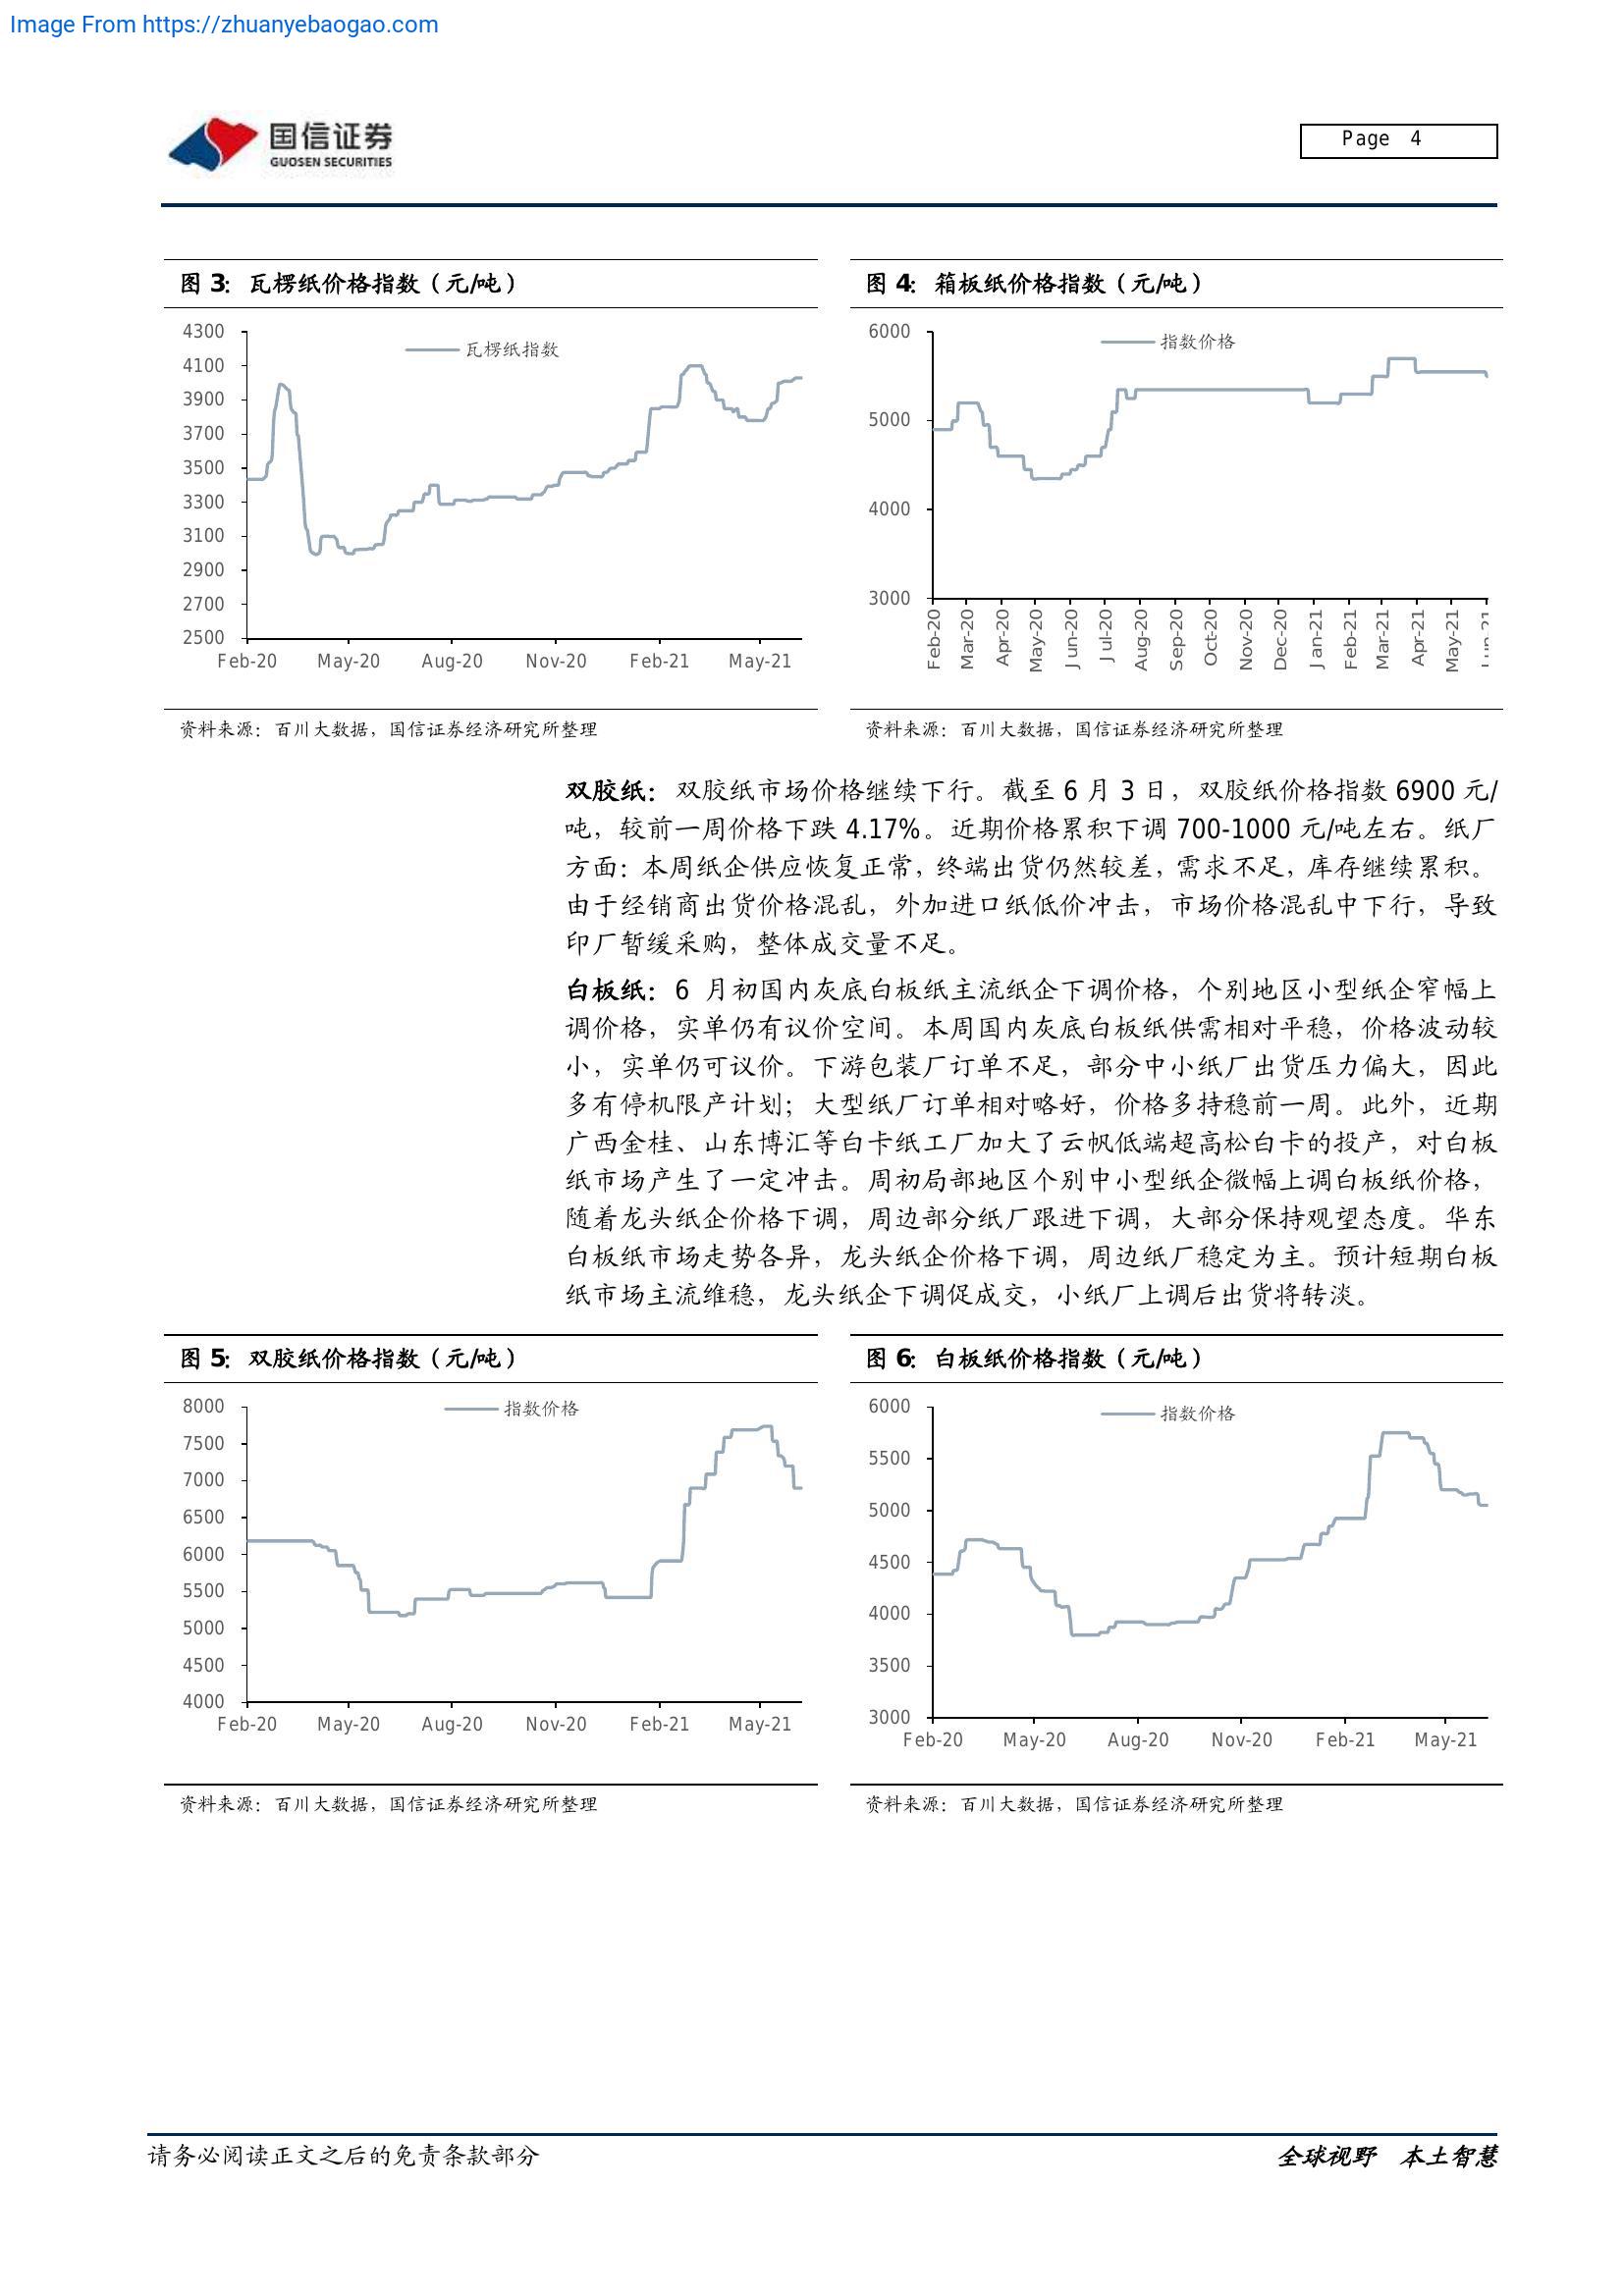 Image From https://zhuanyebaogao.com
国信证券
GUOSEN SECURITIES
Page 4
图 3：瓦楞纸价格指数（元/吨）
4300
4100
3900
3700
3500
3300
3100
2900
2700
2500
瓦楞纸指数
Feb-20 May-20 Aug-20 Nov-20 Feb-21 May-21
资料来源：百川大数据，国信证券经济研究所整理
图 4：箱板纸价格指数（元/吨）
6000
5000
4000
3000
指数价格
Feb-20 Mar-20 Apr-20 May-20 Jun-20 Jul-20 Aug-20 Sep-20 Oct-20 Nov-20 Dec-20 Jan-21 Feb-21 Mar-21 Apr-21 May-21
资料来源：百川大数据，国信证券经济研究所整理
双胶纸：双胶纸市场价格继续下行。截至 6 月 3 日，双胶纸价格指数 6900 元/
吨，较前一周价格下跌 4.17%。近期价格累积下调 700-1000 元/吨左右。纸厂
方面：本周纸企供应恢复正常，终端出货仍然较差，需求不足，库存继续累积。
由于经销商出货价格混乱，外加进口纸低价冲击，市场价格混乱中下行，导致
印厂暂缓采购，整体成交量不足。
白板纸：6 月初国内灰底白板纸主流纸企下调价格，个别地区小型纸企窄幅上
调价格，实单仍有议价空间。本周国内灰底白板纸供需相对平稳，价格波动较
小，实单仍可议价。下游包装厂订单不足，部分中小纸厂出货压力偏大，因此
多有停机限产计划；大型纸厂订单相对略好，价格多持稳前一周。此外，近期
广西金桂、山东博汇等白卡纸工厂加大了云帆低端超高松白卡的投产，对白板
纸市场产生了一定冲击。周初局部地区个别中小型纸企微幅上调白板纸价格，
随着龙头纸企价格下调，周边部分纸厂跟进下调，大部分保持观望态度。华东
白板纸市场走势各异，龙头纸企价格下调，周边纸厂稳定为主。预计短期白板
纸市场主流维稳，龙头纸企下调促成交，小纸厂上调后出货将转淡。
图 5：双胶纸价格指数（元/吨）
8000
7500
7000
6500
6000
5500
5000
4500
4000
指数价格
Feb-20 May-20 Aug-20 Nov-20 Feb-21 May-21
资料来源：百川大数据，国信证券经济研究所整理
图 6：白板纸价格指数（元/吨）
6000
5500
5000
4500
4000
3500
3000
指数价格
Feb-20 May-20 Aug-20 Nov-20 Feb-21 May-21
资料来源：百川大数据，国信证券经济研究所整理
请务必阅读正文之后的免责条款部分
全球视野 本土智慧